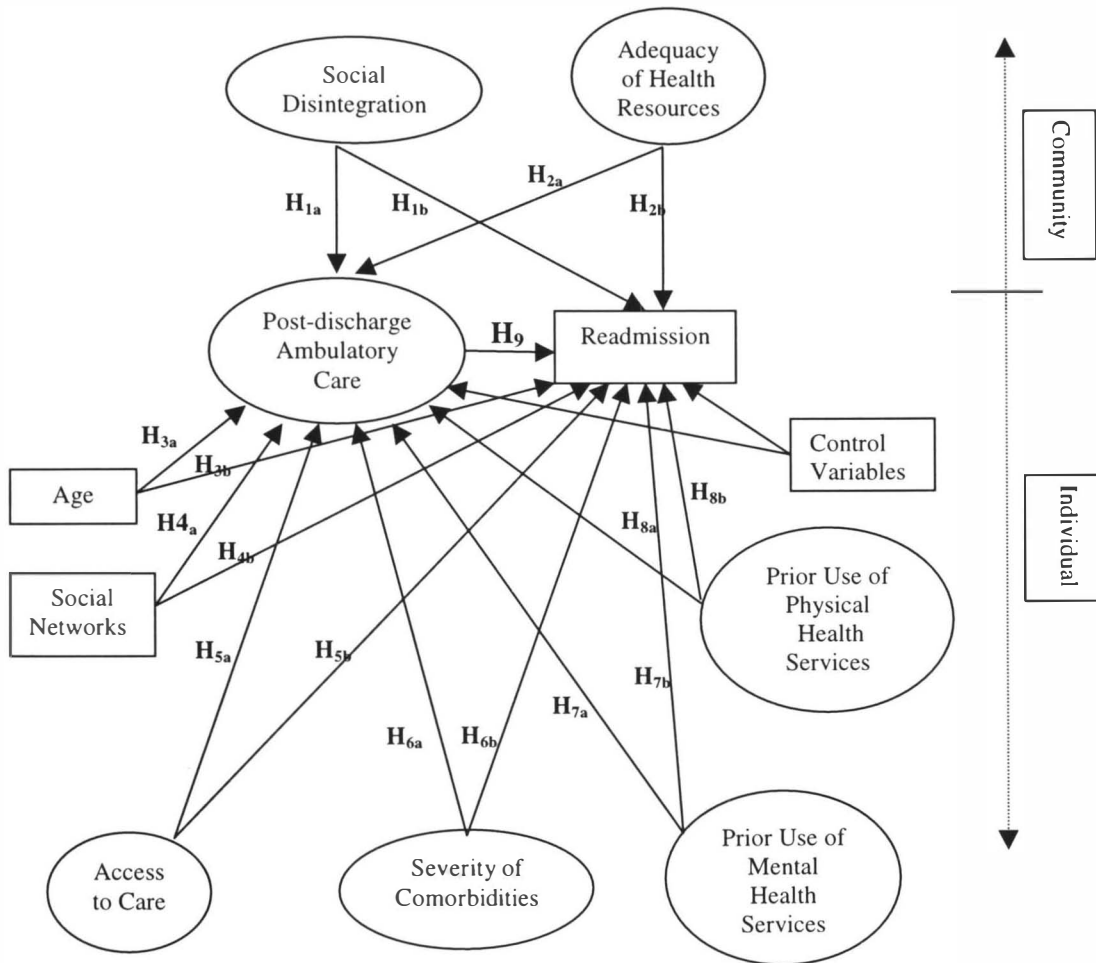 Social
Disintegration
Adequacy
of Health
Resources
Community
H1a
H1b
H2a
H2b
Post-discharge
Ambulatory
Care
H9
Readmission
H3a
H3b
Age
Control
Variables
H4a
H4b
Social
Networks
H8a
H8b
Individual
Prior Use of
Physical
Health
Services
H5a
H5b
H6a
H6b
H7a
H7b
Access
to Care
Severity of
Comorbidities
Prior Use of
Mental
Health
Services